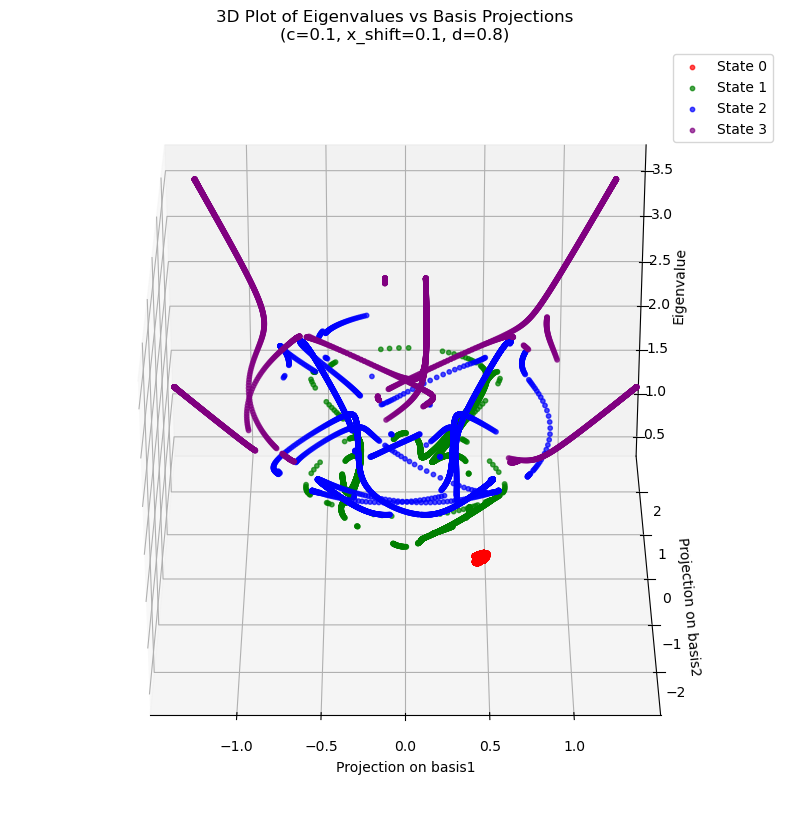 3D Plot of Eigenvalues vs Basis Projections
(c=0.1, x_shift=0.1, d=0.8)
State 0
State 1
State 2
State 3
3.5
3.0
2.5
2.0
1.5
1.0
0.5
Eigenvalue
2
1
0
−1
−2
Projection on basis2
−1.0
−0.5
0.0
0.5
1.0
Projection on basis1